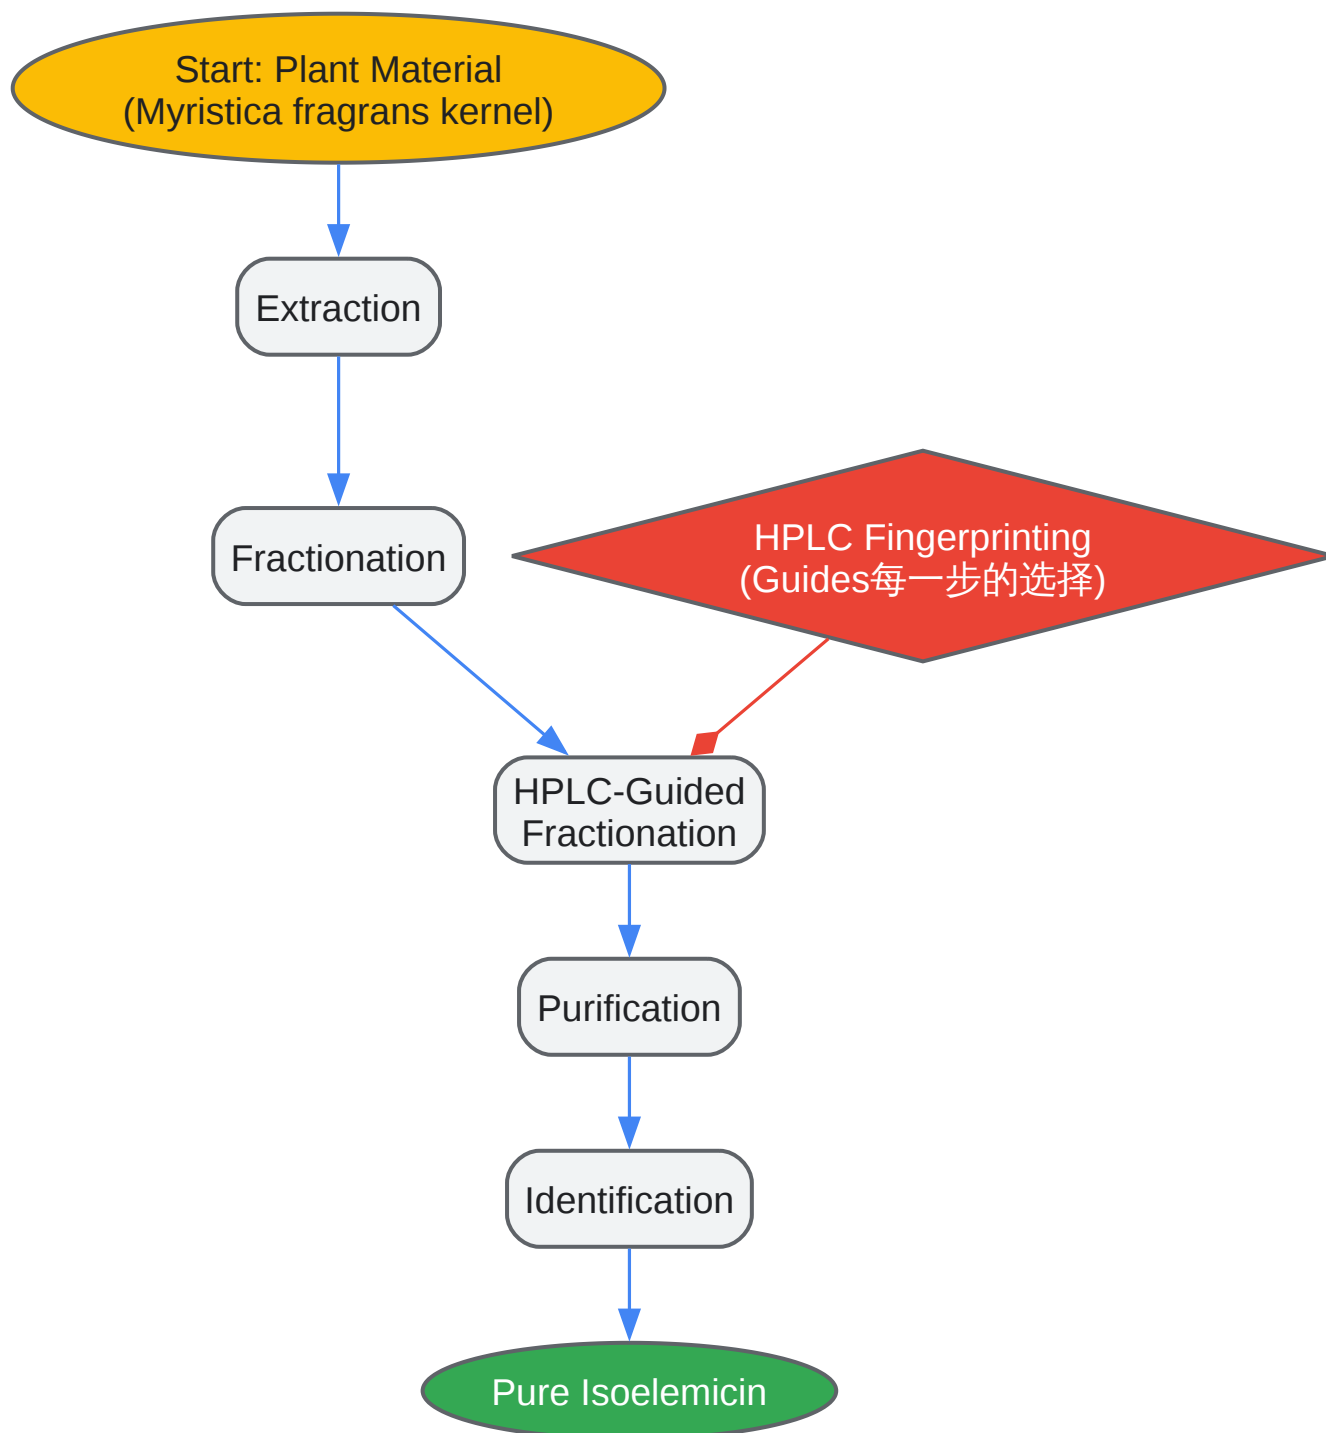 Start: Plant Material
(Myristica fragrans kernel)
Extraction
Fractionation
HPLC Fingerprinting
(Guides每一步的选择)
HPLC-Guided
Fractionation
Purification
Identification
Pure Isoelemicin